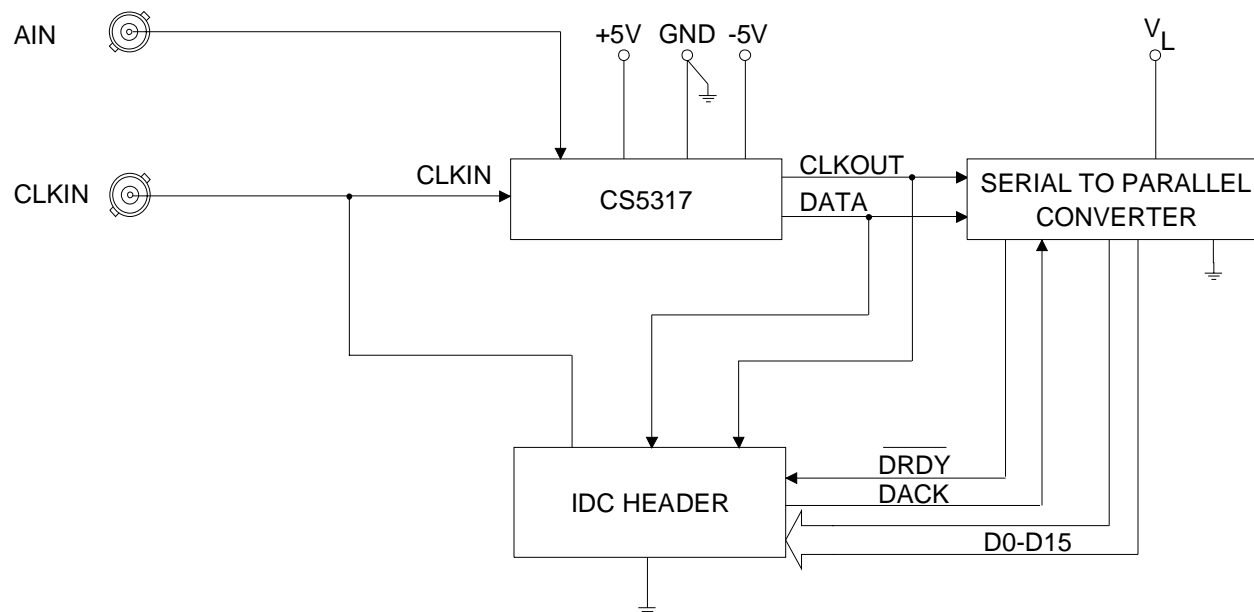 AIN
+5V GND -5V
VL
CLKIN
CLKIN
CS5317
CLKOUT
DATA
SERIAL TO PARALLEL
CONVERTER
IDC HEADER
DRDY
DACK
D0-D15